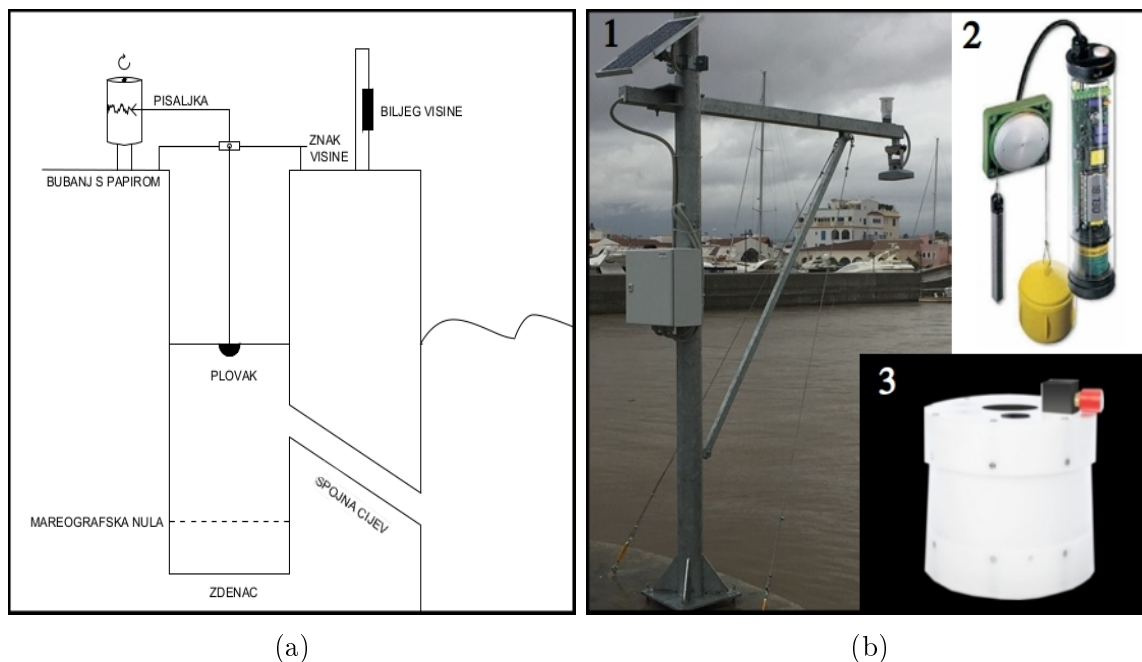 PISALJKA
BILJEG VISINE
ZNAK
VISINE
BUBANJ S PAPIROM
PLOVAK
MAREOGRAFSKA NULA
SPOJNA CIJEV
ZDENAC
(a)
1
2
3
(b)